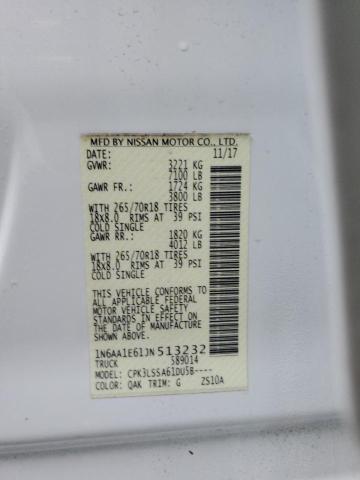 MFD BY NISSAN MOTOR CO., LTD.
DATE: 11/17
GVWR: 3221 KG
7100 LB
GAWR FR.: 1724 KG
3800 LB
WITH 265/70R18 TIRES
18x8.0 RIMS AT 39 PSI
COLD SINGLE
GAWR RR.: 1820 KG
4012 LB
WITH 265/70R18 TIRES
18x8.0 RIMS AT 39 PSI
COLD SINGLE
THIS VEHICLE CONFORMS TO
ALL APPLICABLE FEDERAL
MOTOR VEHICLE SAFETY
STANDARDS IN EFFECT ON
THE DATE OF MANUFACTURE
SHOWN ABOVE.
1N6AA1E61JN513232
TRUCK 589014
MODEL: CPK3LSSA61DU5B----
COLOR: QAK TRIM: G ZS10A